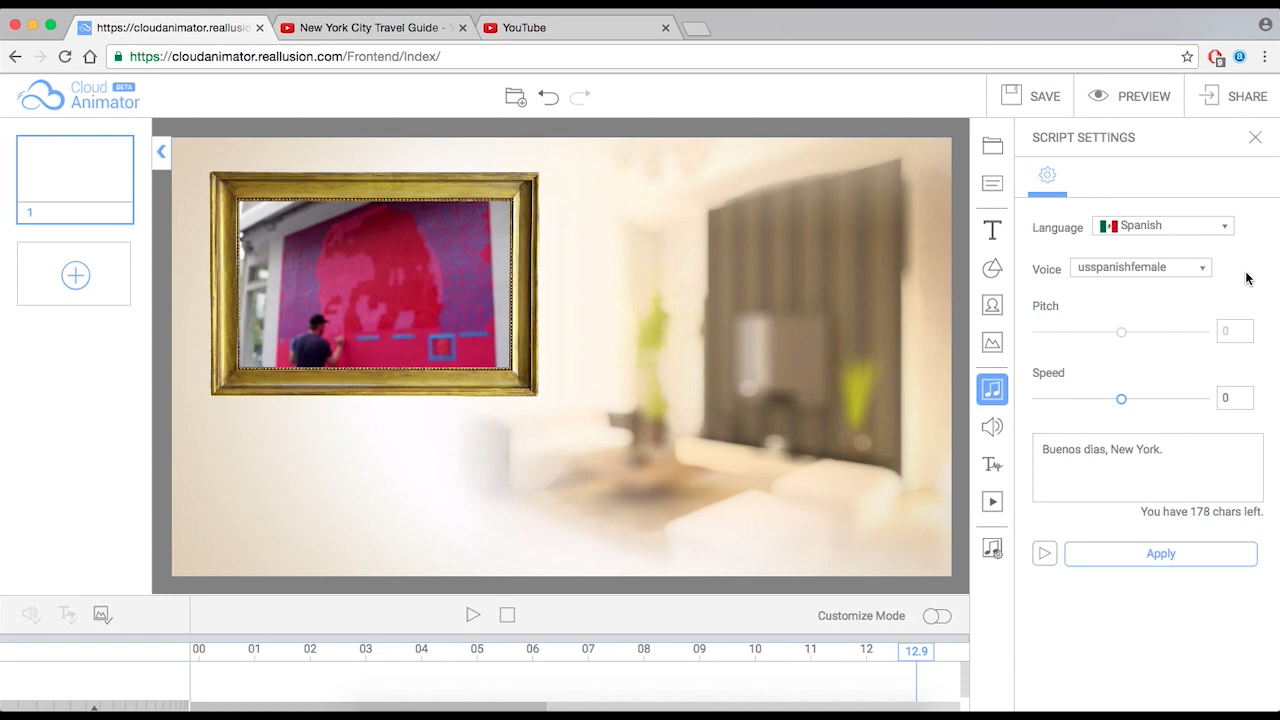 https://cloudanimator.reallusic
New York City Travel Guide -
YouTube
https://cloudanimator.reallusion.com/Frontend/Index/
9
a
Cloud BETA
Animator
SAVE
PREVIEW
SHARE
1
SCRIPT SETTINGS
Language
Spanish
Voice
usspanishfemale
Pitch
0
Speed
0
Buenos dias, New York.
You have 178 chars left.
Apply
T
Customize Mode
00 01 02 03 04 05 06 07 08 09 10 11 12 12.9